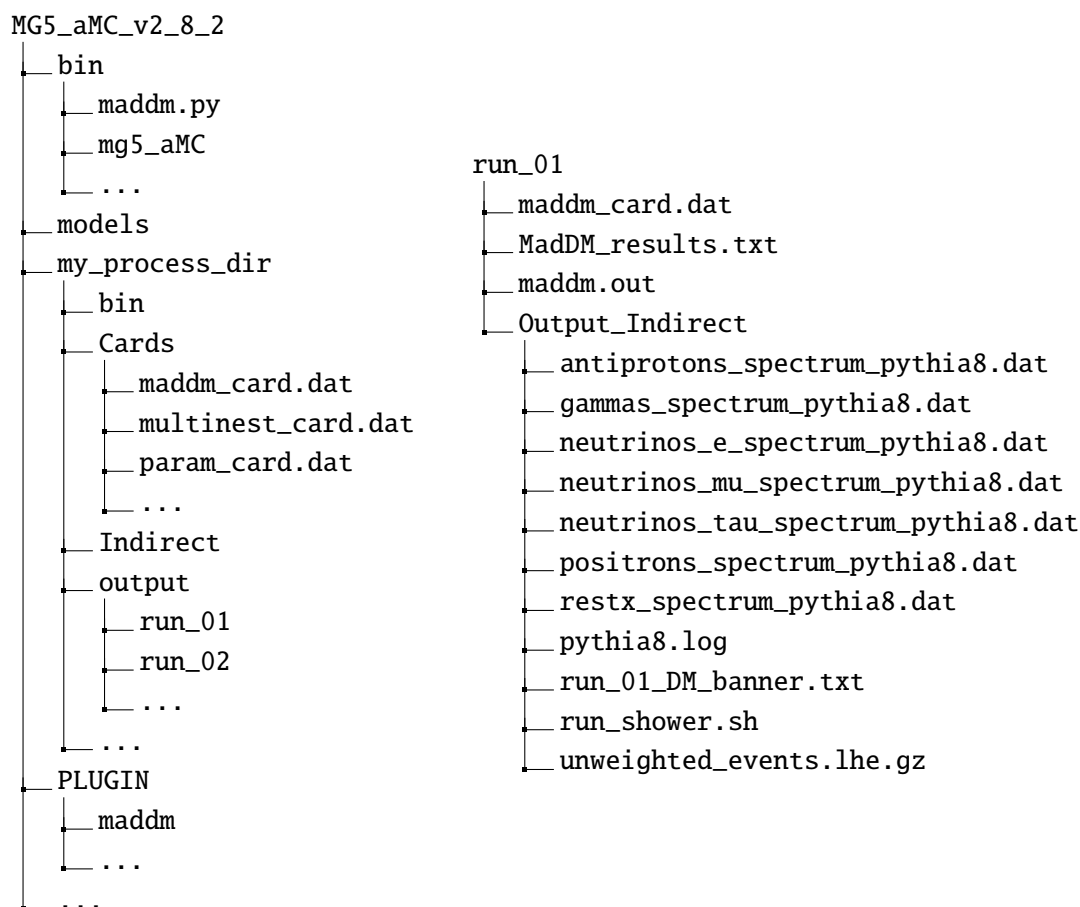 MG5_aMC_v2_8_2
bin
maddm.py
mg5_aMC
...
models
my_process_dir
bin
Cards
maddm_card.dat
multinest_card.dat
param_card.dat
...
Indirect
output
run_01
run_02
...
...
PLUGIN
maddm
...
...
run_01
maddm_card.dat
MadDM_results.txt
maddm.out
Output_Indirect
antiprotons_spectrum_pythia8.dat
gammas_spectrum_pythia8.dat
neutrinos_e_spectrum_pythia8.dat
neutrinos_mu_spectrum_pythia8.dat
neutrinos_tau_spectrum_pythia8.dat
positrons_spectrum_pythia8.dat
restx_spectrum_pythia8.dat
pythia8.log
run_01_DM_banner.txt
run_shower.sh
unweighted_events.lhe.gz